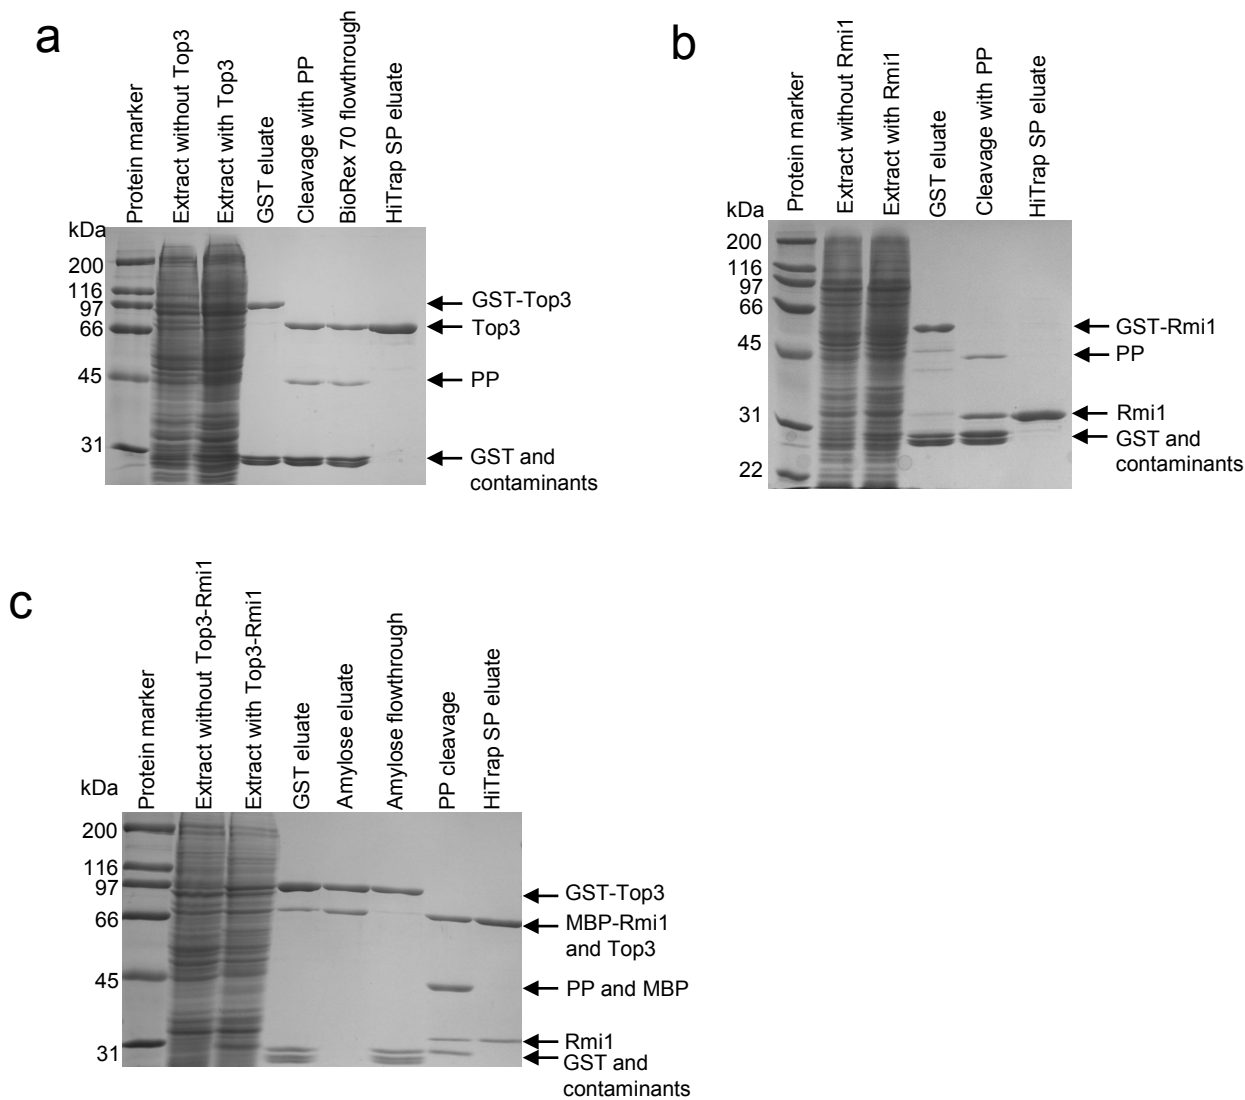 a
Protein marker
Extract without Top3
Extract with Top3
GST eluate
Cleavage with PP
BioRex 70 flowthrough
HiTrap SP eluate
kDa
200
116
97
66
45
31
GST-Top3
Top3
PP
GST and
contaminants
b
Protein marker
Extract without Rmi1
Extract with Rmi1
GST eluate
Cleavage with PP
HiTrap SP eluate
kDa
200
116
97
66
45
31
22
GST-Rmi1
PP
Rmi1
GST and
contaminants
c
Protein marker
Extract without Top3-Rmi1
Extract with Top3-Rmi1
GST eluate
Amylose eluate
Amylose flowthrough
PP cleavage
HiTrap SP eluate
kDa
200
116
97
66
45
31
GST-Top3
MBP-Rmi1
and Top3
PP and MBP
Rmi1
GST and
contaminants